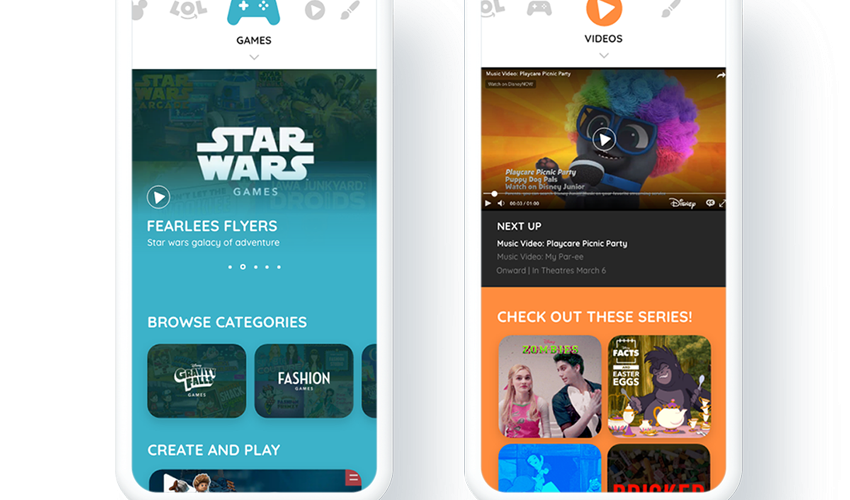 LOL
GAMES
STAR WARS
ARCADE
STAR
WARS
GAMES
FEARLEES FLYERS
Star wars galacy of adventure
BROWSE CATEGORIES
Disney
GRAVITY
FALLS
GAMES
FASHION
GAMES
CREATE AND PLAY
OL
VIDEOS
Music Video: Playcare Picnic Party
Watch on DisneyNOW!
Playcare Picnic Party
Puppy Dog Pals
Watch on Disney Junior
00:03 / 01:00
Disney
NEXT UP
Music Video: Playcare Picnic Party
Music Video: My Par-ee
Onward | In Theatres March 6
CHECK OUT THESE SERIES!
ZOMBIES
FACTS
AND
EASTER
EGGS